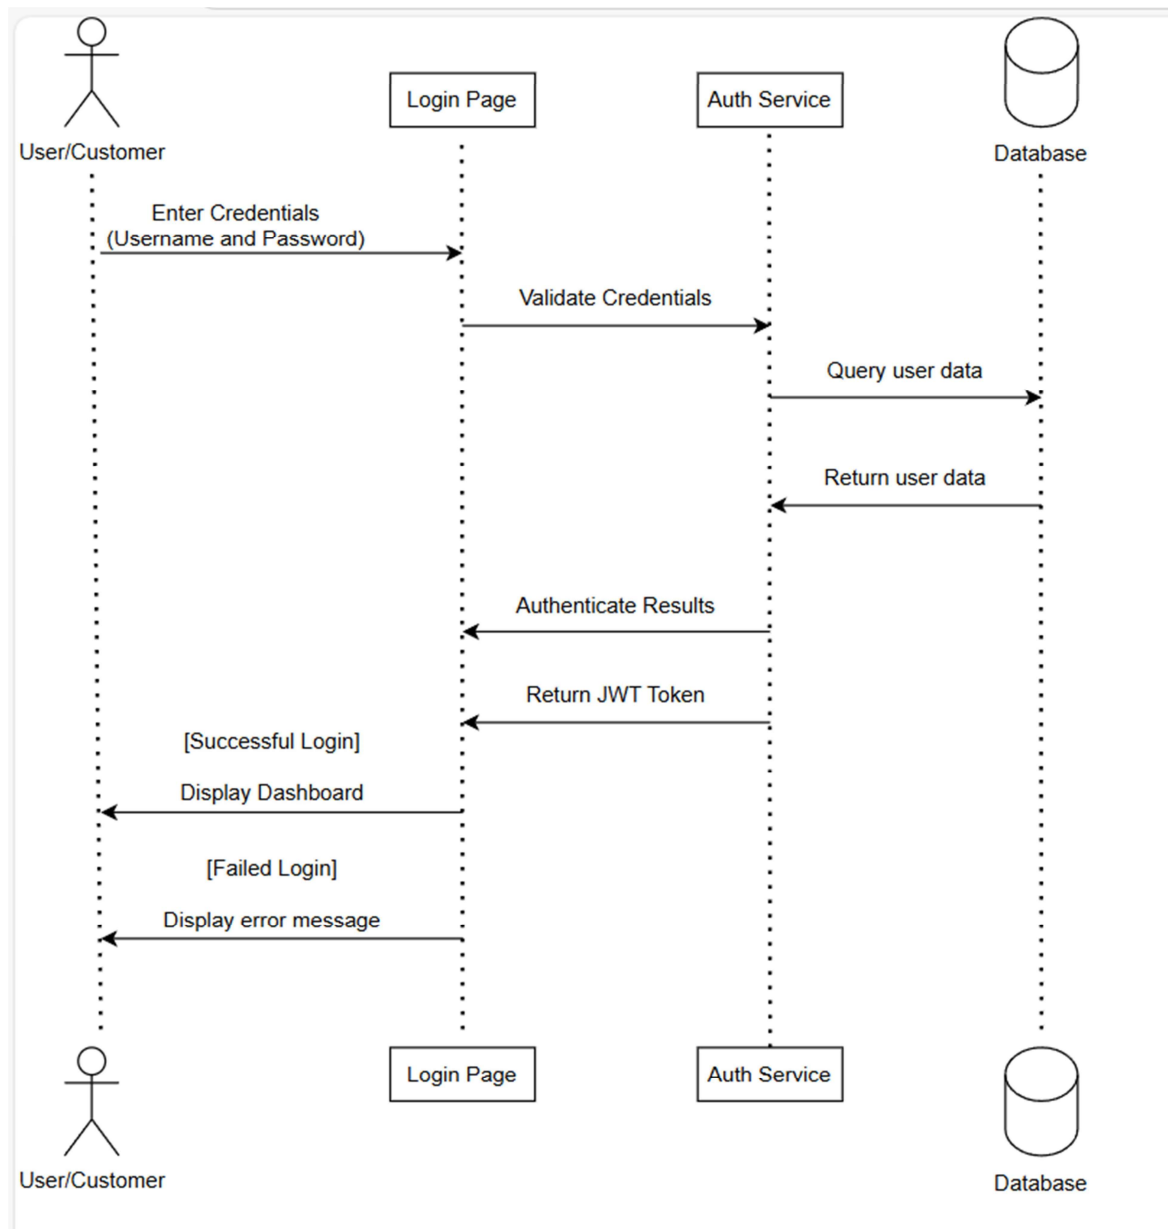 User/Customer
Login Page
Auth Service
Database
Enter Credentials
(Username and Password)
Validate Credentials
Query user data
Return user data
Authenticate Results
Return JWT Token
[Successful Login]
Display Dashboard
[Failed Login]
Display error message
User/Customer
Login Page
Auth Service
Database